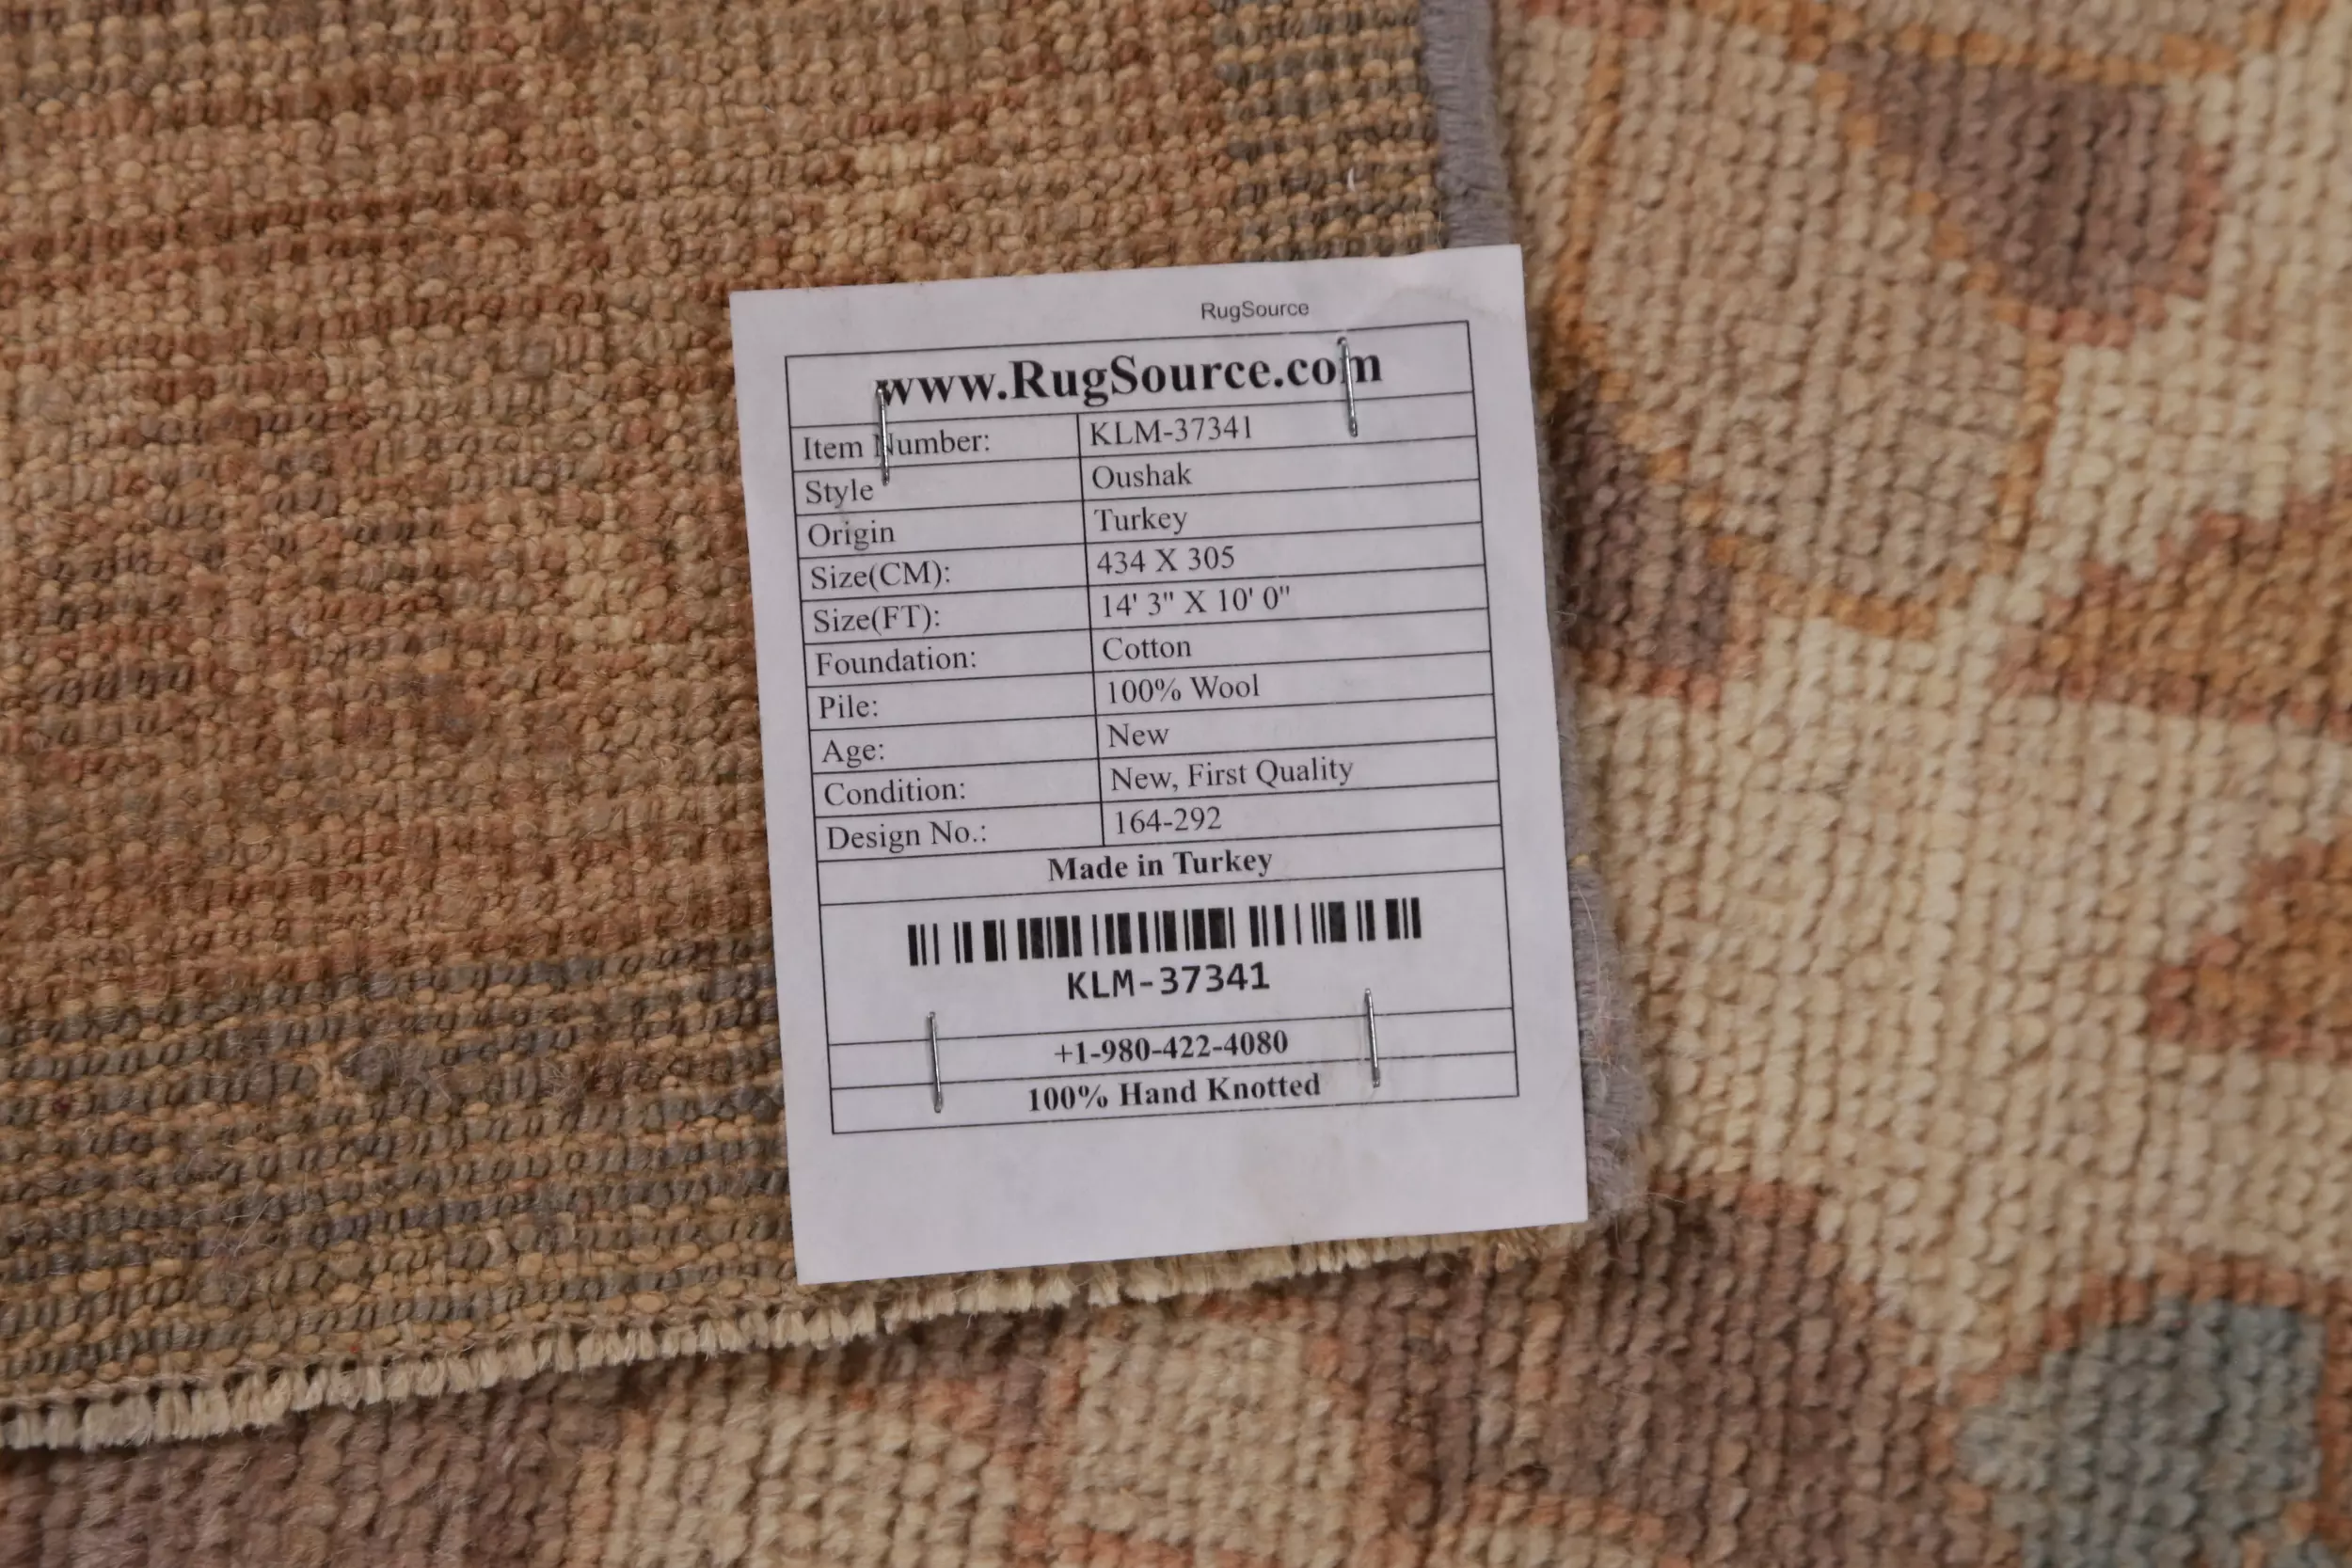 RugSource
www.RugSource.com
Item Number: KLM-37341
Style Oushak
Origin Turkey
Size(CM): 434 X 305
Size(FT): 14' 3" X 10' 0"
Foundation: Cotton
Pile: 100% Wool
Age: New
Condition: New, First Quality
Design No.: 164-292
Made in Turkey
KLM-37341
+1-980-422-4080
100% Hand Knotted